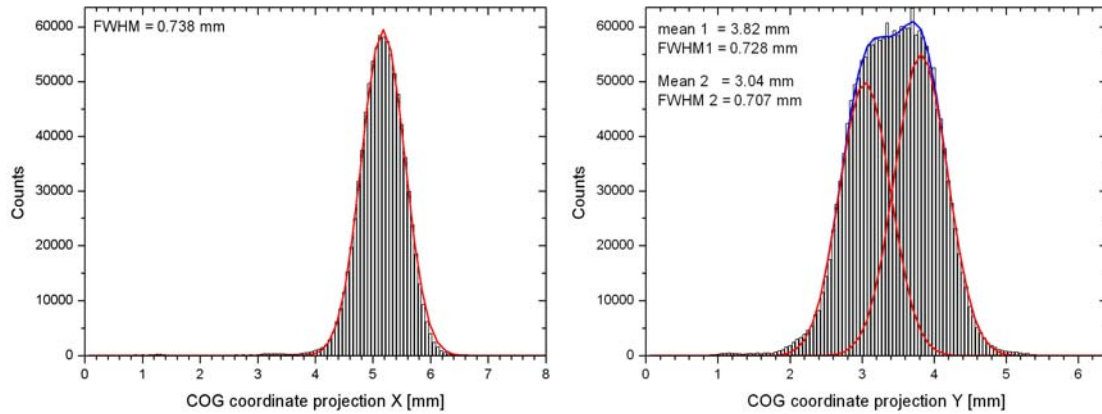 FWHM = 0.738 mm
60000
50000
40000
30000
20000
10000
0
Counts
0 1 2 3 4 5 6 7 8
COG coordinate projection X [mm]
mean 1 = 3.82 mm
FWHM1 = 0.728 mm
Mean 2 = 3.04 mm
FWHM 2 = 0.707 mm
60000
50000
40000
30000
20000
10000
0
Counts
0 1 2 3 4 5 6
COG coordinate projection Y [mm]